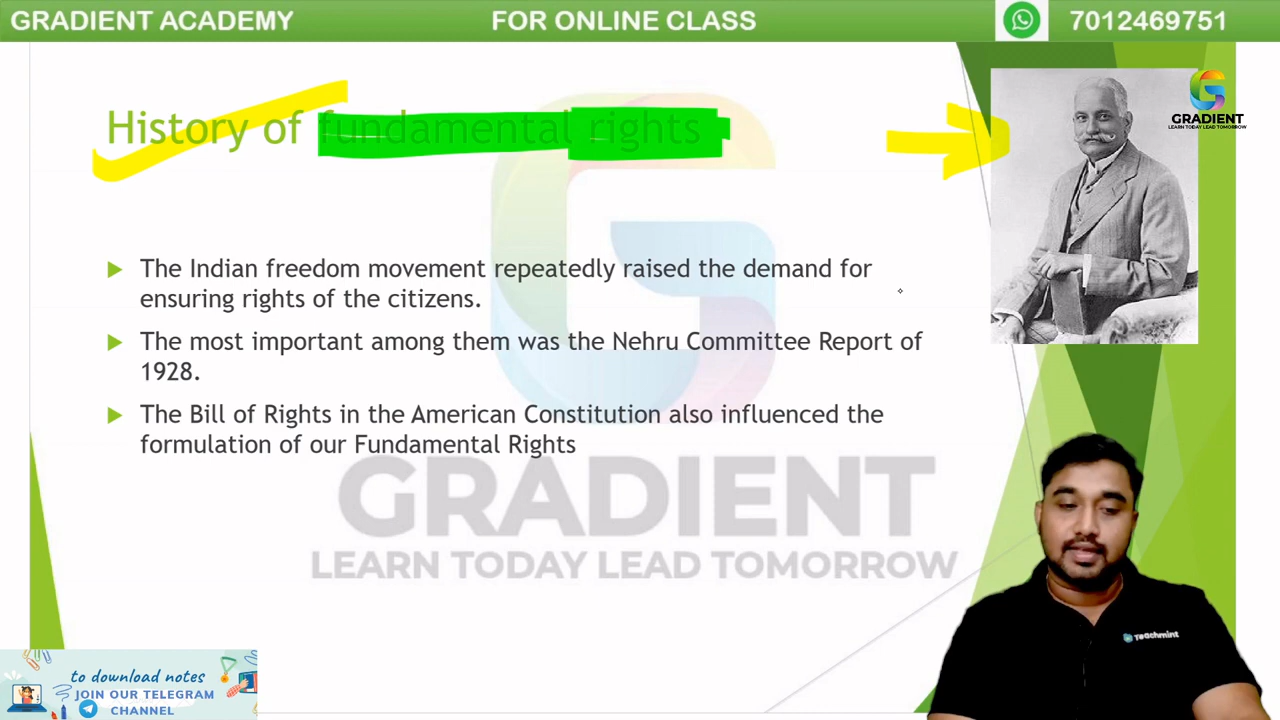 GRADIENT ACADEMY FOR ONLINE CLASS 7012469751
GRADIENT
LEARN TODAY LEAD TOMORROW
History of fundamental rights
The Indian freedom movement repeatedly raised the demand for
ensuring rights of the citizens.
The most important among them was the Nehru Committee Report of
1928.
The Bill of Rights in the American Constitution also influenced the
formulation of our Fundamental Rights
GRADIENT
LEARN TODAY LEAD TOMORROW
Teachmint
to download notes
JOIN OUR TELEGRAM
CHANNEL